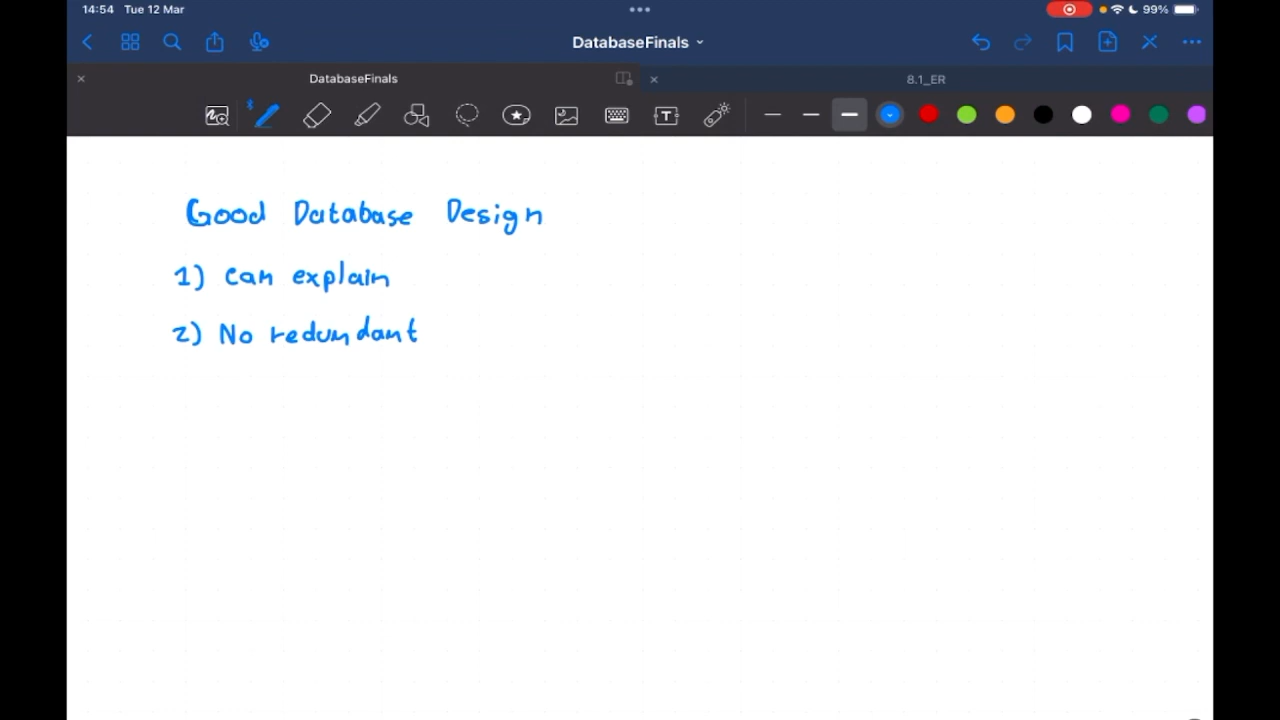 14:54 Tue 12 Mar
99%
DatabaseFinals
DatabaseFinals
8.1_ER
Good Database Design
1) can explain
2) No redundant